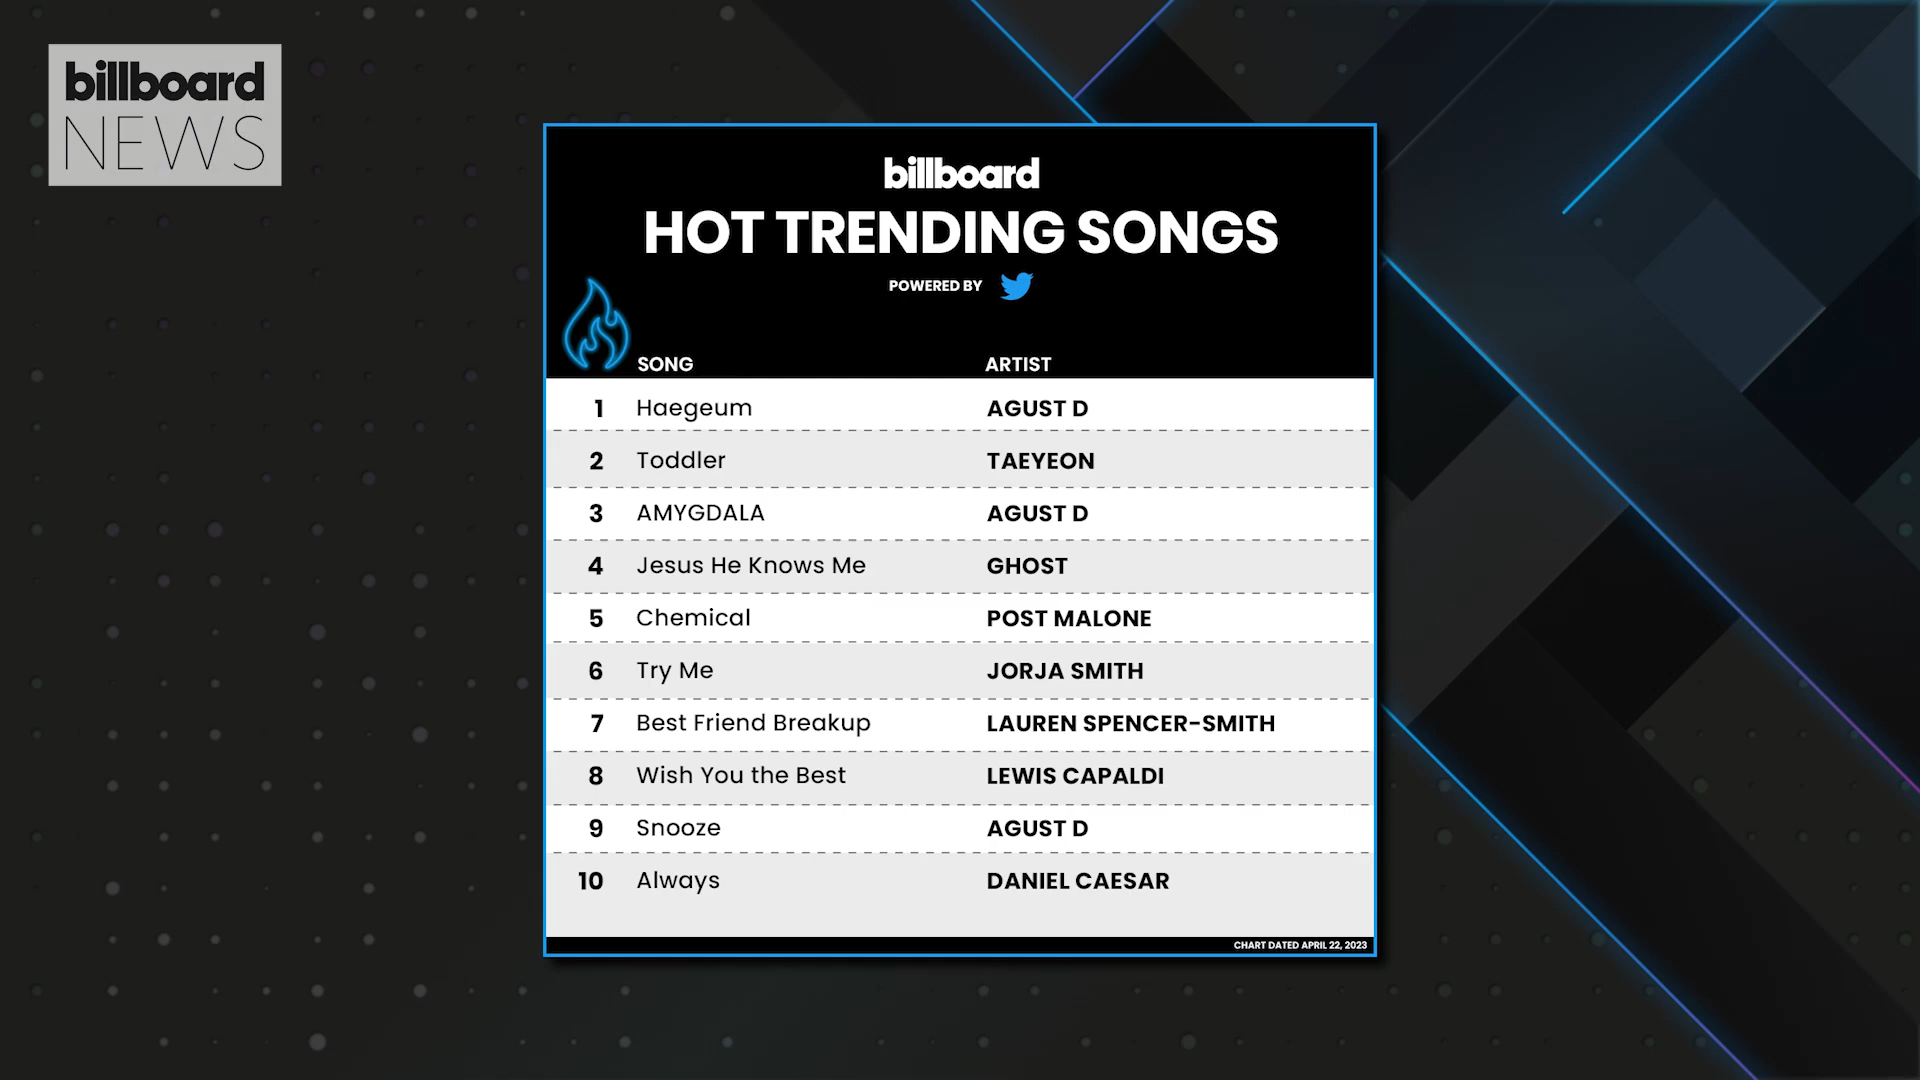 billboard
NEWS
billboard
HOT TRENDING SONGS
POWERED BY
SONG ARTIST
1 Haegeum AGUST D
2 Toddler TAEYEON
3 AMYGDALA AGUST D
4 Jesus He Knows Me GHOST
5 Chemical POST MALONE
6 Try Me JORJA SMITH
7 Best Friend Breakup LAUREN SPENCER-SMITH
8 Wish You the Best LEWIS CAPALDI
9 Snooze AGUST D
10 Always DANIEL CAESAR
CHART DATED APRIL 22, 2023